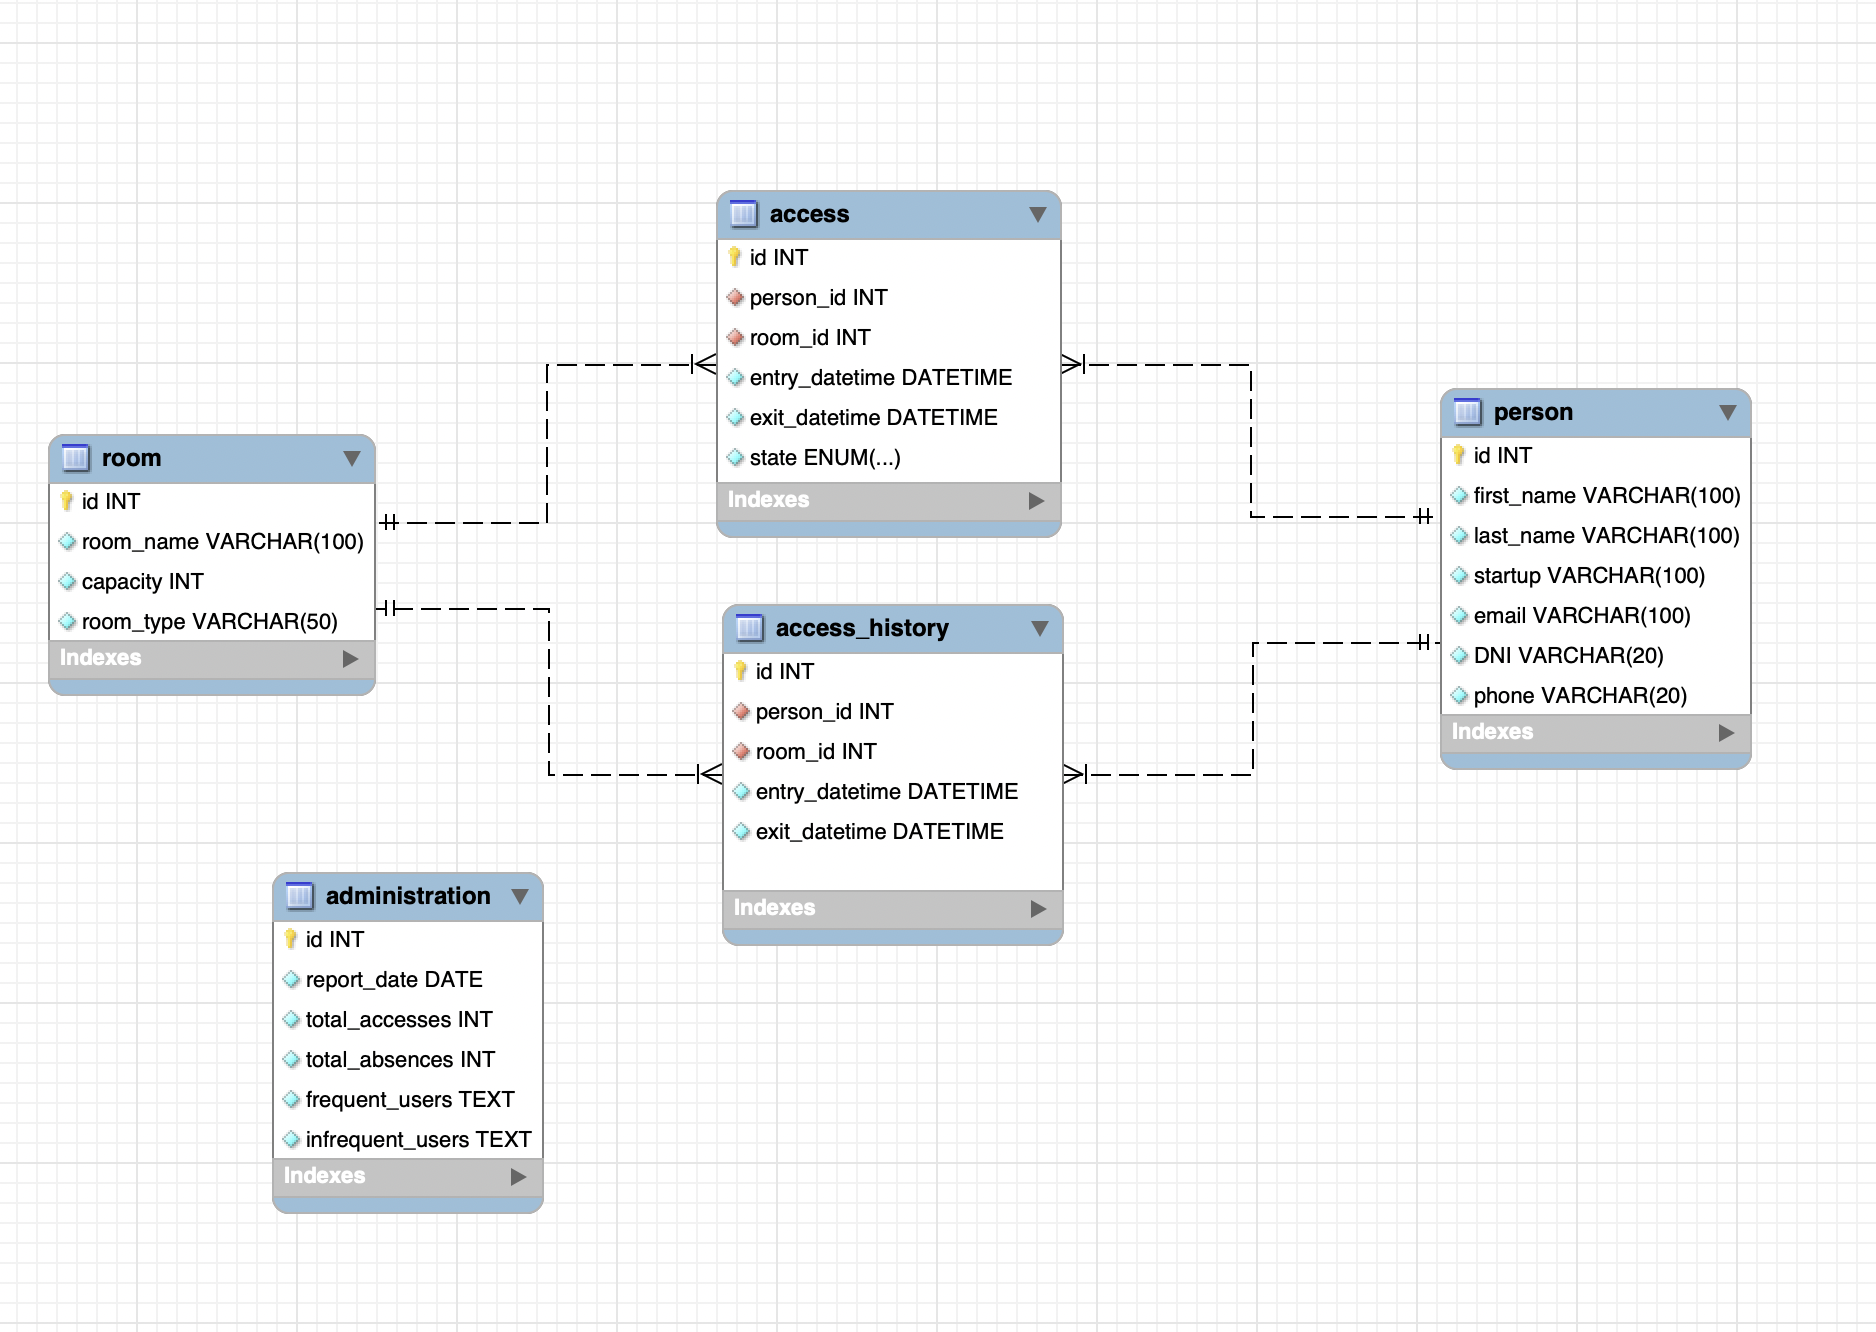 access
id INT
person_id INT
room_id INT
entry_datetime DATETIME
exit_datetime DATETIME
state ENUM(...)
Indexes
person
id INT
first_name VARCHAR(100)
last_name VARCHAR(100)
startup VARCHAR(100)
email VARCHAR(100)
DNI VARCHAR(20)
phone VARCHAR(20)
Indexes
room
id INT
room_name VARCHAR(100)
capacity INT
room_type VARCHAR(50)
Indexes
access_history
id INT
person_id INT
room_id INT
entry_datetime DATETIME
exit_datetime DATETIME
Indexes
administration
id INT
report_date DATE
total_accesses INT
total_absences INT
frequent_users TEXT
infrequent_users TEXT
Indexes